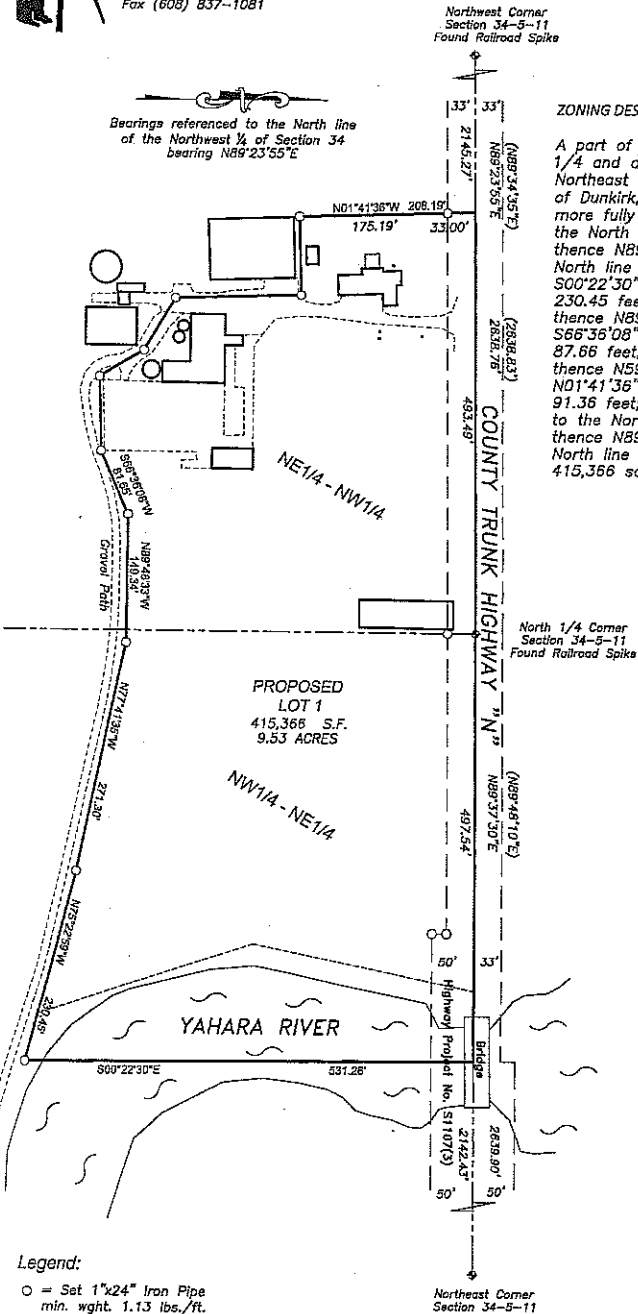 Fax (608) 837-1081
Northwest Corner
Section 34-5-11
Found Railroad Spike
Bearings referenced to the North line
of the Northwest ¼ of Section 34
bearing N89°23'55"E
33' 33'
2145.27'
N89°23'55"E
(N89°34'35"E)
N01°41'36"W 208.19'
175.19' 33.00'
ZONING DES
A part of
1/4 and a
Northeast
of Dunkirk,
more fully
the North
thence N89
North line
S00°22'30"
230.45 fee
thence N89
S66°36'08"
87.66 feet,
thence N59
N01°41'36"
91.36 feet;
to the Nor
thence N89
North line
415,366 sq
2638.76'
(2638.83')
493.49'
COUNTY TRUNK HIGHWAY "N"
NE1/4 - NW1/4
S66°36'08"W
81.65'
N89°46'33"W
149.34'
Gravel Path
North 1/4 Corner
Section 34-5-11
Found Railroad Spike
PROPOSED
LOT 1
415,366 S.F.
9.53 ACRES
N77°41'36"W
271.30'
NW1/4 - NE1/4
497.54'
N89°37'30"E
(N89°48'10"E)
N75°22'59"W
230.45'
50' 33'
YAHARA RIVER
Highway Project No. S1107(3)
Bridge
S00°22'30"E 531.26'
2142.43'
2639.90'
50' 50'
Legend:
O = Set 1"x24" Iron Pipe
min. wght. 1.13 lbs./ft.
Northeast Corner
Section 34-5-11